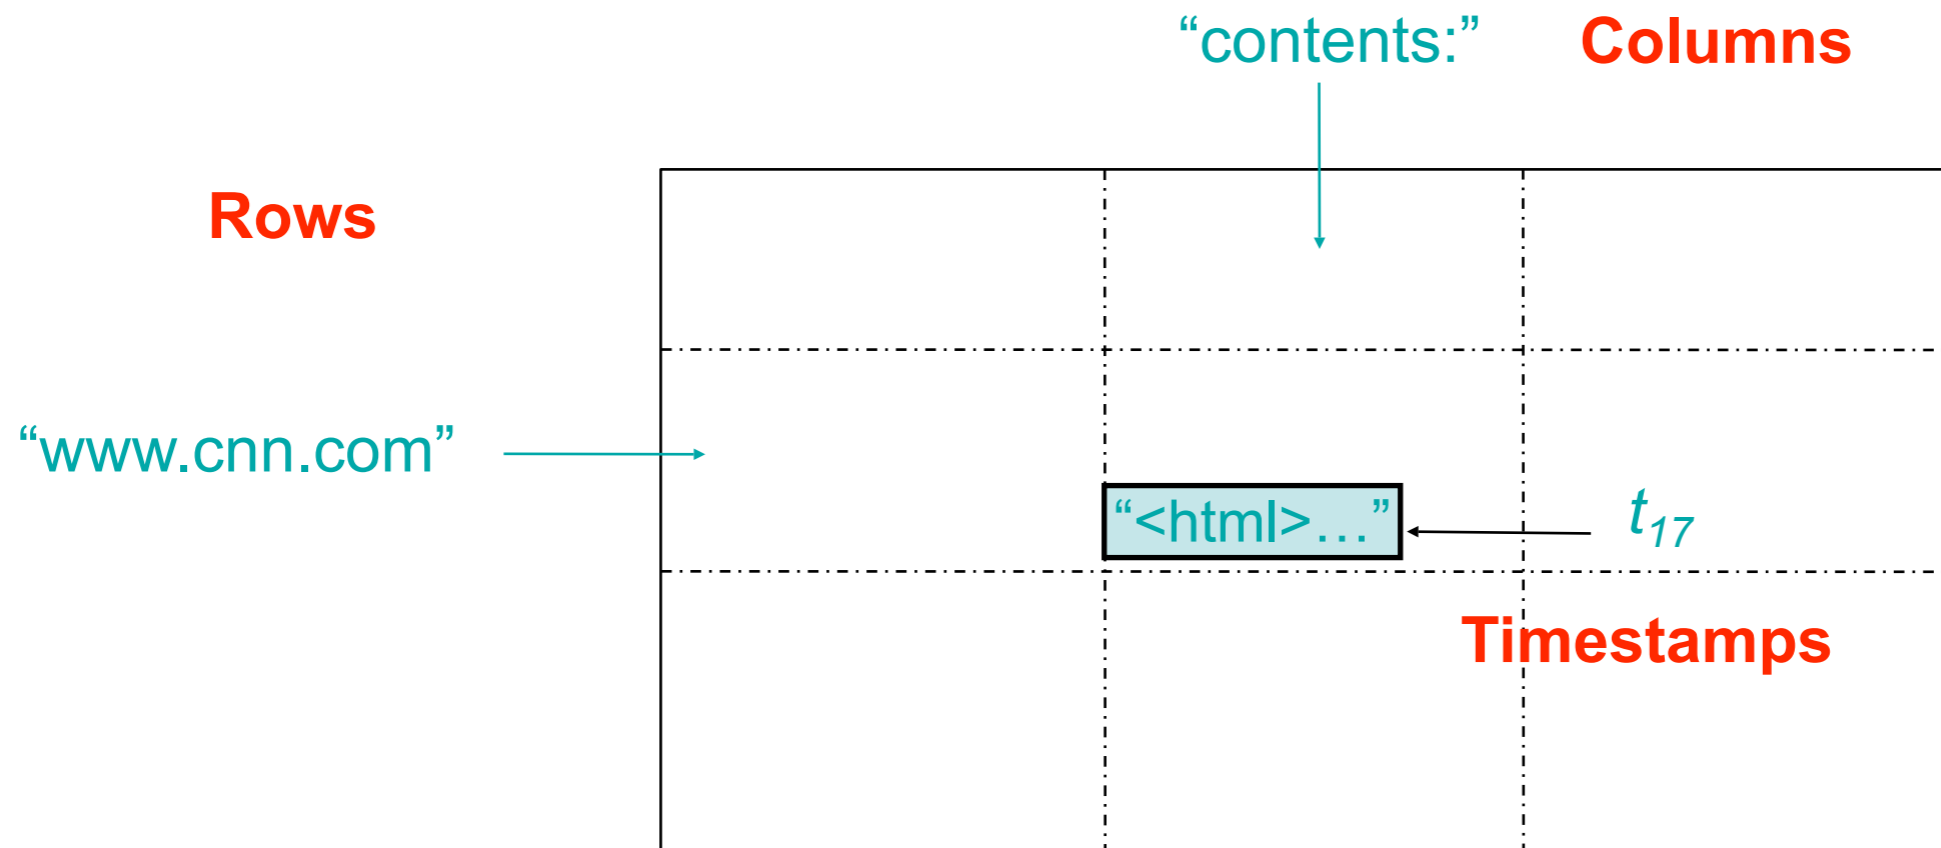 “contents:” Columns
Rows
“www.cnn.com”
“<html>…”
t₁₇
Timestamps